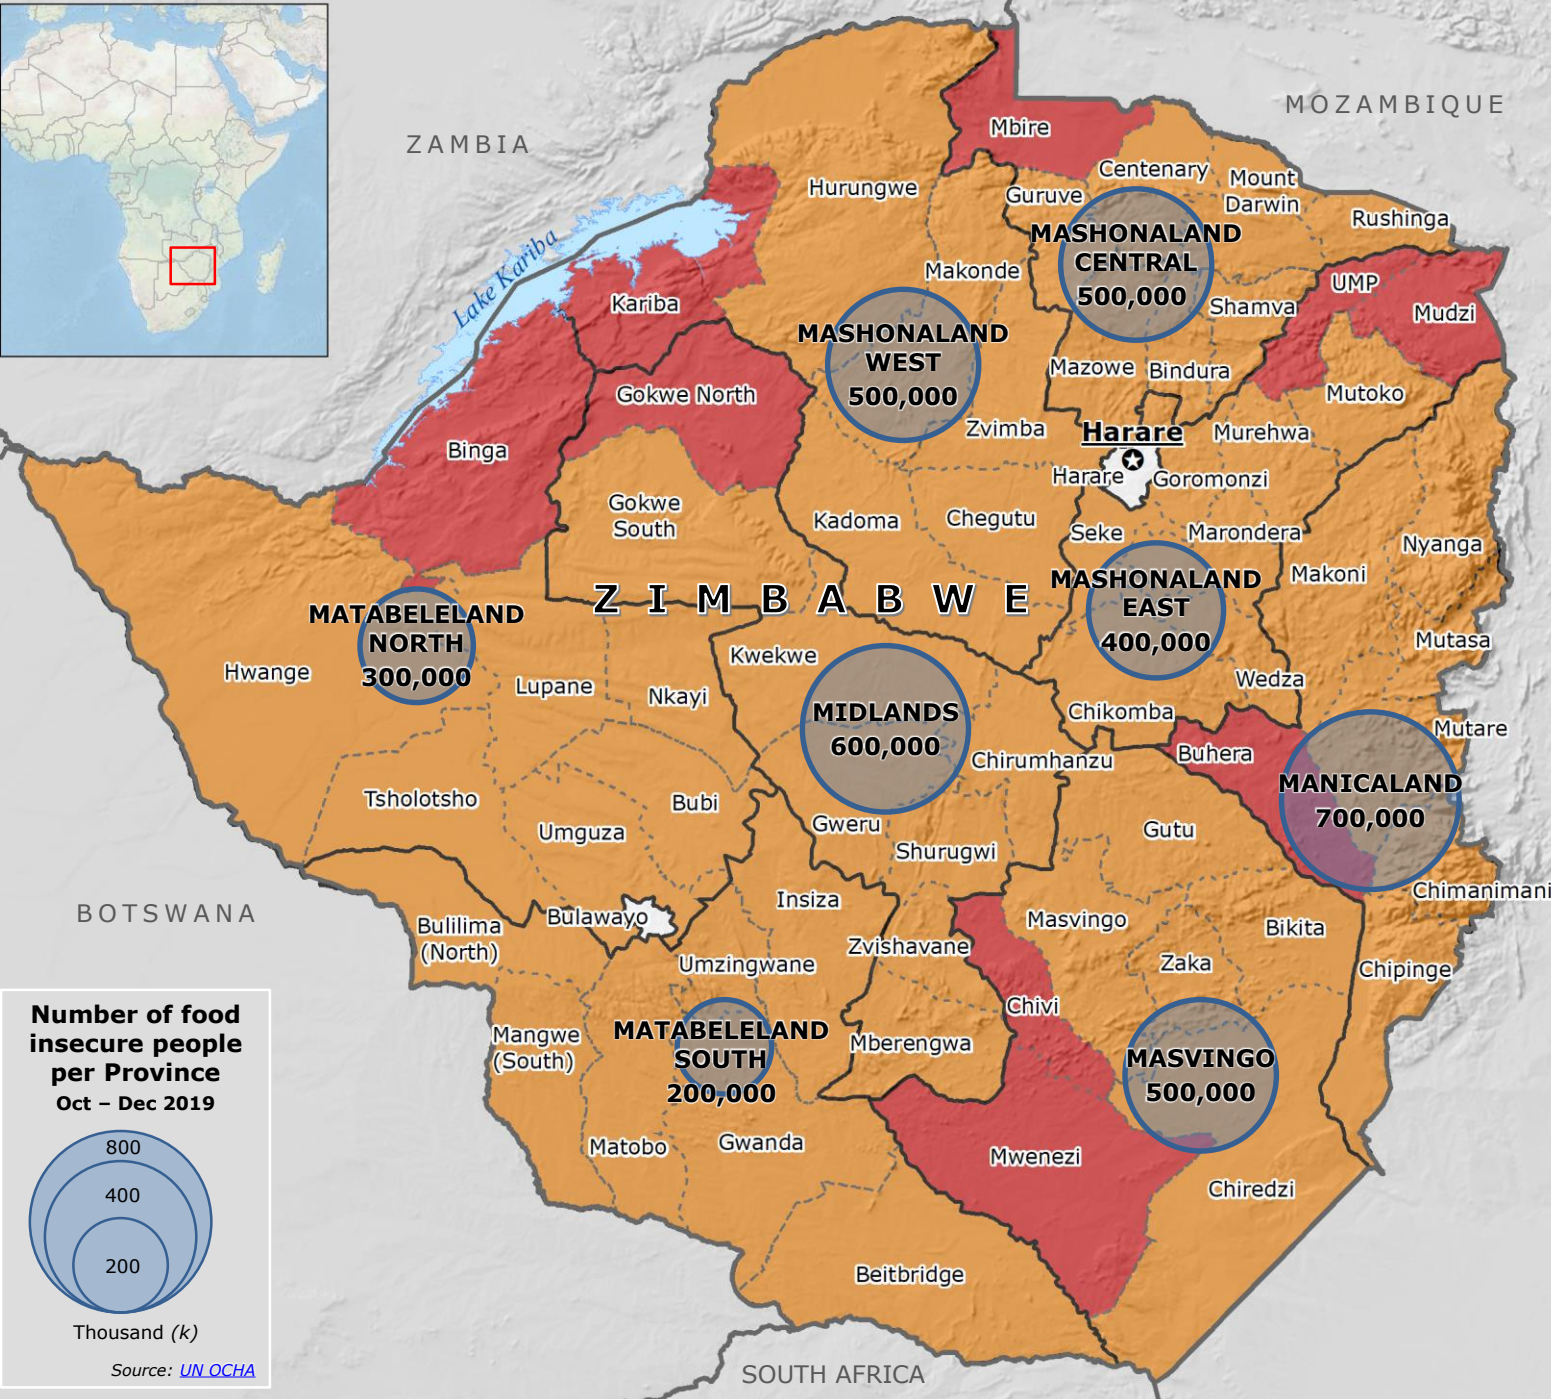 MOZAMBIQUE
ZAMBIA
Mbire
Centenary
Mount
Darwin
Hurungwe
Guruve
Rushinga
MASHONALAND
CENTRAL
500,000
Lake Kariba
Makonde
UMP
Kariba
Shamva
Mudzi
MASHONALAND
WEST
500,000
Mazowe
Bindura
Gokwe North
Mutoko
Zvimba
Harare
Murehwa
Binga
Harare
Goromonzi
Gokwe
South
Kadoma
Chegutu
Seke
Marondera
Nyanga
Makoni
ZIMBABWE
MASHONALAND
EAST
400,000
MATABELELAND
NORTH
300,000
Mutasa
Kwekwe
Hwange
Lupane
Nkayi
Wedza
MIDLANDS
600,000
Chikomba
Mutare
Buhera
Chirumhanzu
MANICALAND
700,000
Tsholotsho
Bubi
Umguza
Gweru
Gutu
Shurugwi
Chimanimani
Insiza
BOTSWANA
Bulilima
(North)
Bulawayo
Masvingo
Bikita
Zvishavane
Umzingwane
Zaka
Chipinge
Chivi
Mangwe
(South)
MATABELELAND
SOUTH
200,000
Mberengwa
MASVINGO
500,000
Matobo
Gwanda
Mwenezi
Chiredzi
Beitbridge
SOUTH AFRICA
Number of food
insecure people
per Province
Oct – Dec 2019
800
400
200
Thousand (k)
Source: UN OCHA